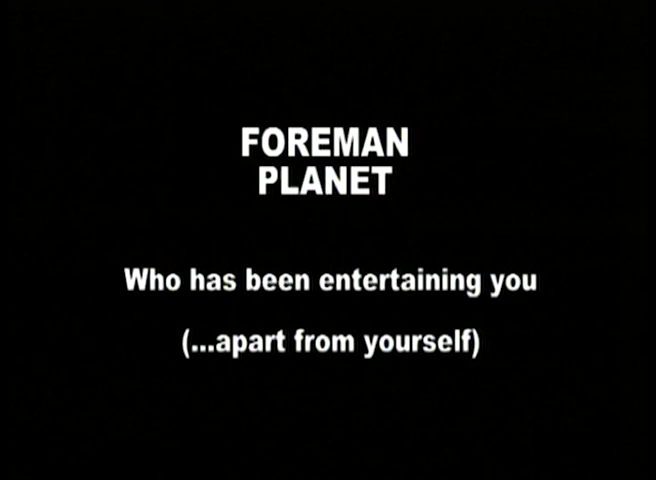 FOREMAN
PLANET
Who has been entertaining you
(...apart from yourself)